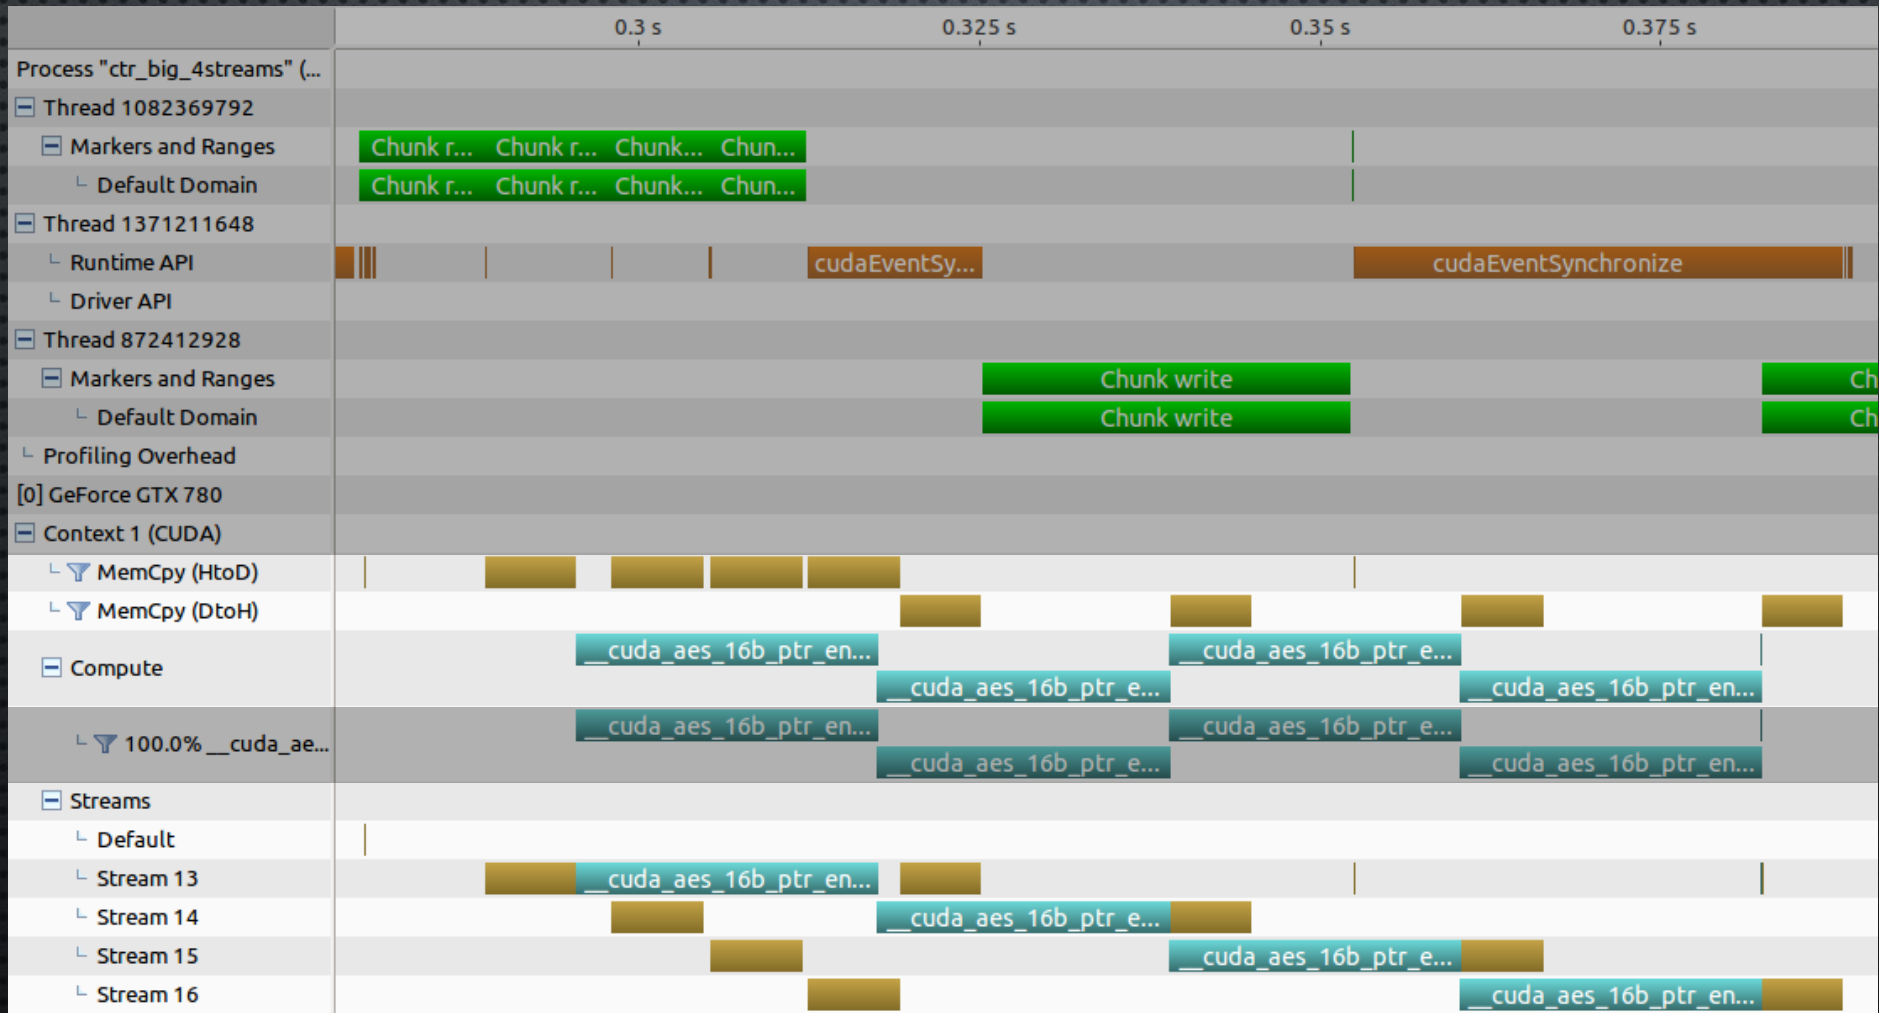 0.3 s 0.325 s 0.35 s 0.375 s
Process "ctr_big_4streams" (...
Thread 1082369792
Markers and Ranges Chunk r... Chunk r... Chunk... Chun...
Default Domain Chunk r... Chunk r... Chunk... Chun...
Thread 1371211648
Runtime API cudaEventSy... cudaEventSynchronize
Driver API
Thread 872412928
Markers and Ranges Chunk write Ch
Default Domain Chunk write Ch
Profiling Overhead
[0] GeForce GTX 780
Context 1 (CUDA)
MemCpy (HtoD)
MemCpy (DtoH)
__cuda_aes_16b_ptr_en... __cuda_aes_16b_ptr_e...
Compute
__cuda_aes_16b_ptr_e... __cuda_aes_16b_ptr_en...
__cuda_aes_16b_ptr_en... __cuda_aes_16b_ptr_e...
100.0% __cuda_ae...
__cuda_aes_16b_ptr_e... __cuda_aes_16b_ptr_en...
Streams
Default
Stream 13 __cuda_aes_16b_ptr_en...
Stream 14 __cuda_aes_16b_ptr_e...
Stream 15 __cuda_aes_16b_ptr_e...
Stream 16 __cuda_aes_16b_ptr_en...